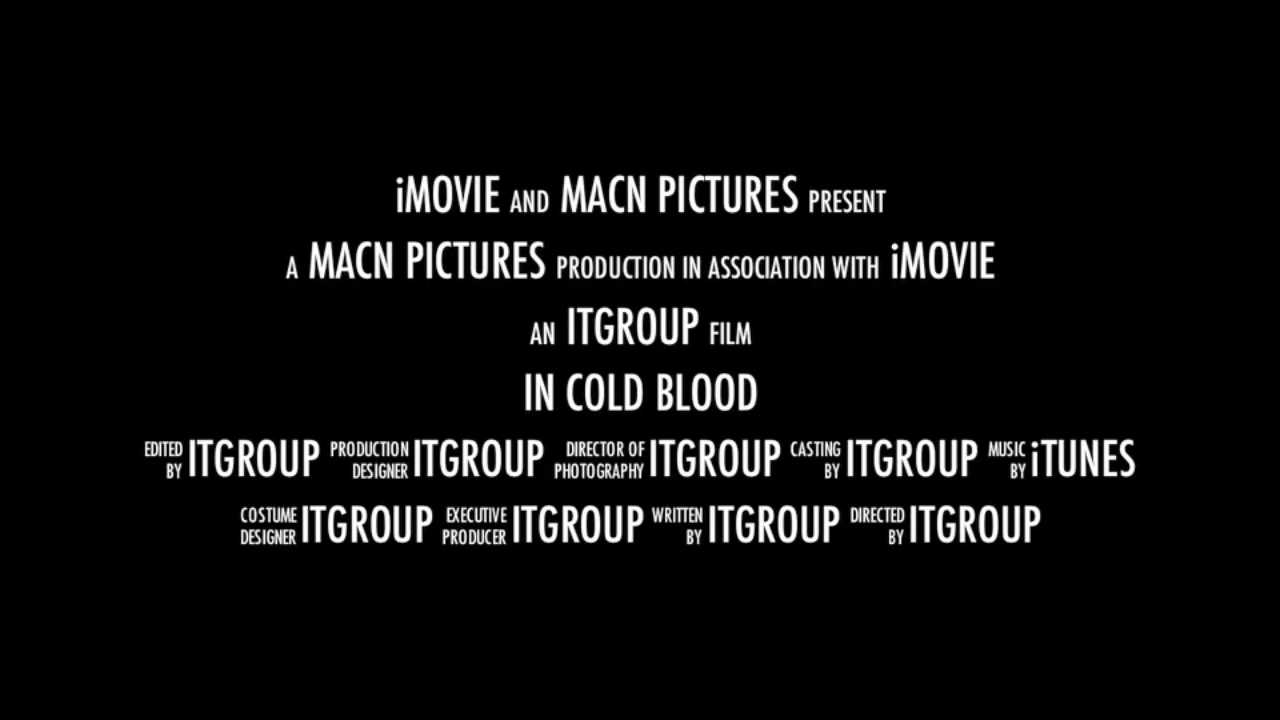 iMOVIE AND MACN PICTURES PRESENT
A MACN PICTURES PRODUCTION IN ASSOCIATION WITH iMOVIE
AN ITGROUP FILM
IN COLD BLOOD
EDITED BY ITGROUP PRODUCTION DESIGNER ITGROUP DIRECTOR OF PHOTOGRAPHY ITGROUP CASTING BY ITGROUP MUSIC BY iTUNES
COSTUME DESIGNER ITGROUP EXECUTIVE PRODUCER ITGROUP WRITTEN BY ITGROUP DIRECTED BY ITGROUP